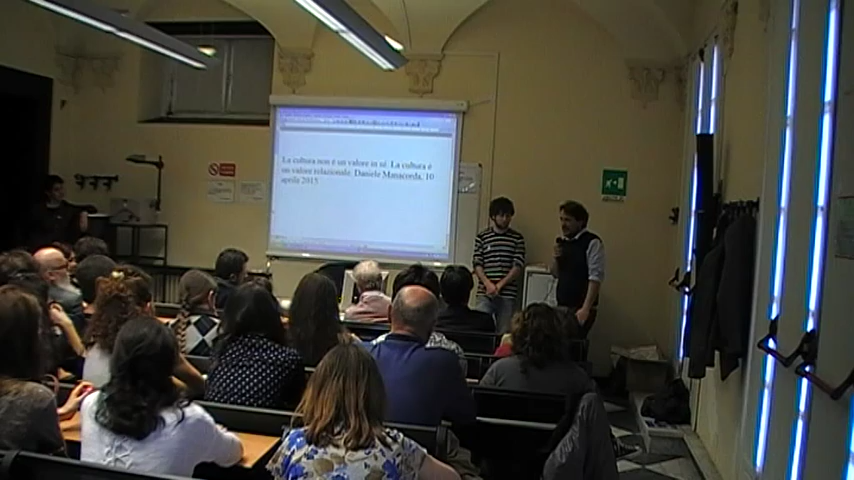 La cultura non è un valore in sé. La cultura è
un valore relazionale. Daniele Manacorda, 10
aprile 2015